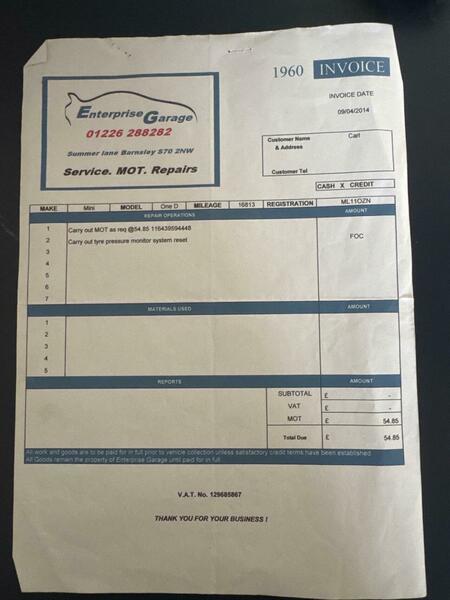 1960 INVOICE
Enterprise Garage
01226 288282
Summer lane Barnsley S70 2NW
Service. MOT. Repairs
INVOICE DATE
09/04/2014
Customer Name Carl
& Address
Customer Tel
CASH X CREDIT
MAKE Mini MODEL One D MILEAGE 16813 REGISTRATION ML11OZN
REPAIR OPERATIONS AMOUNT
1 Carry out MOT as req @54.85 116439594448
2 Carry out tyre pressure monitor system reset FOC
3
4
5
6
7
MATERIALS USED AMOUNT
1
2
3
4
5
REPORTS AMOUNT
SUBTOTAL £ -
VAT £ -
MOT £ 54.85
Total Due £ 54.85
All work and goods are to be paid for in full prior to vehicle collection unless satisfactory credit terms have been established
All Goods remain the property of Enterprise Garage until paid for in full
V.A.T. No. 129685867
THANK YOU FOR YOUR BUSINESS !